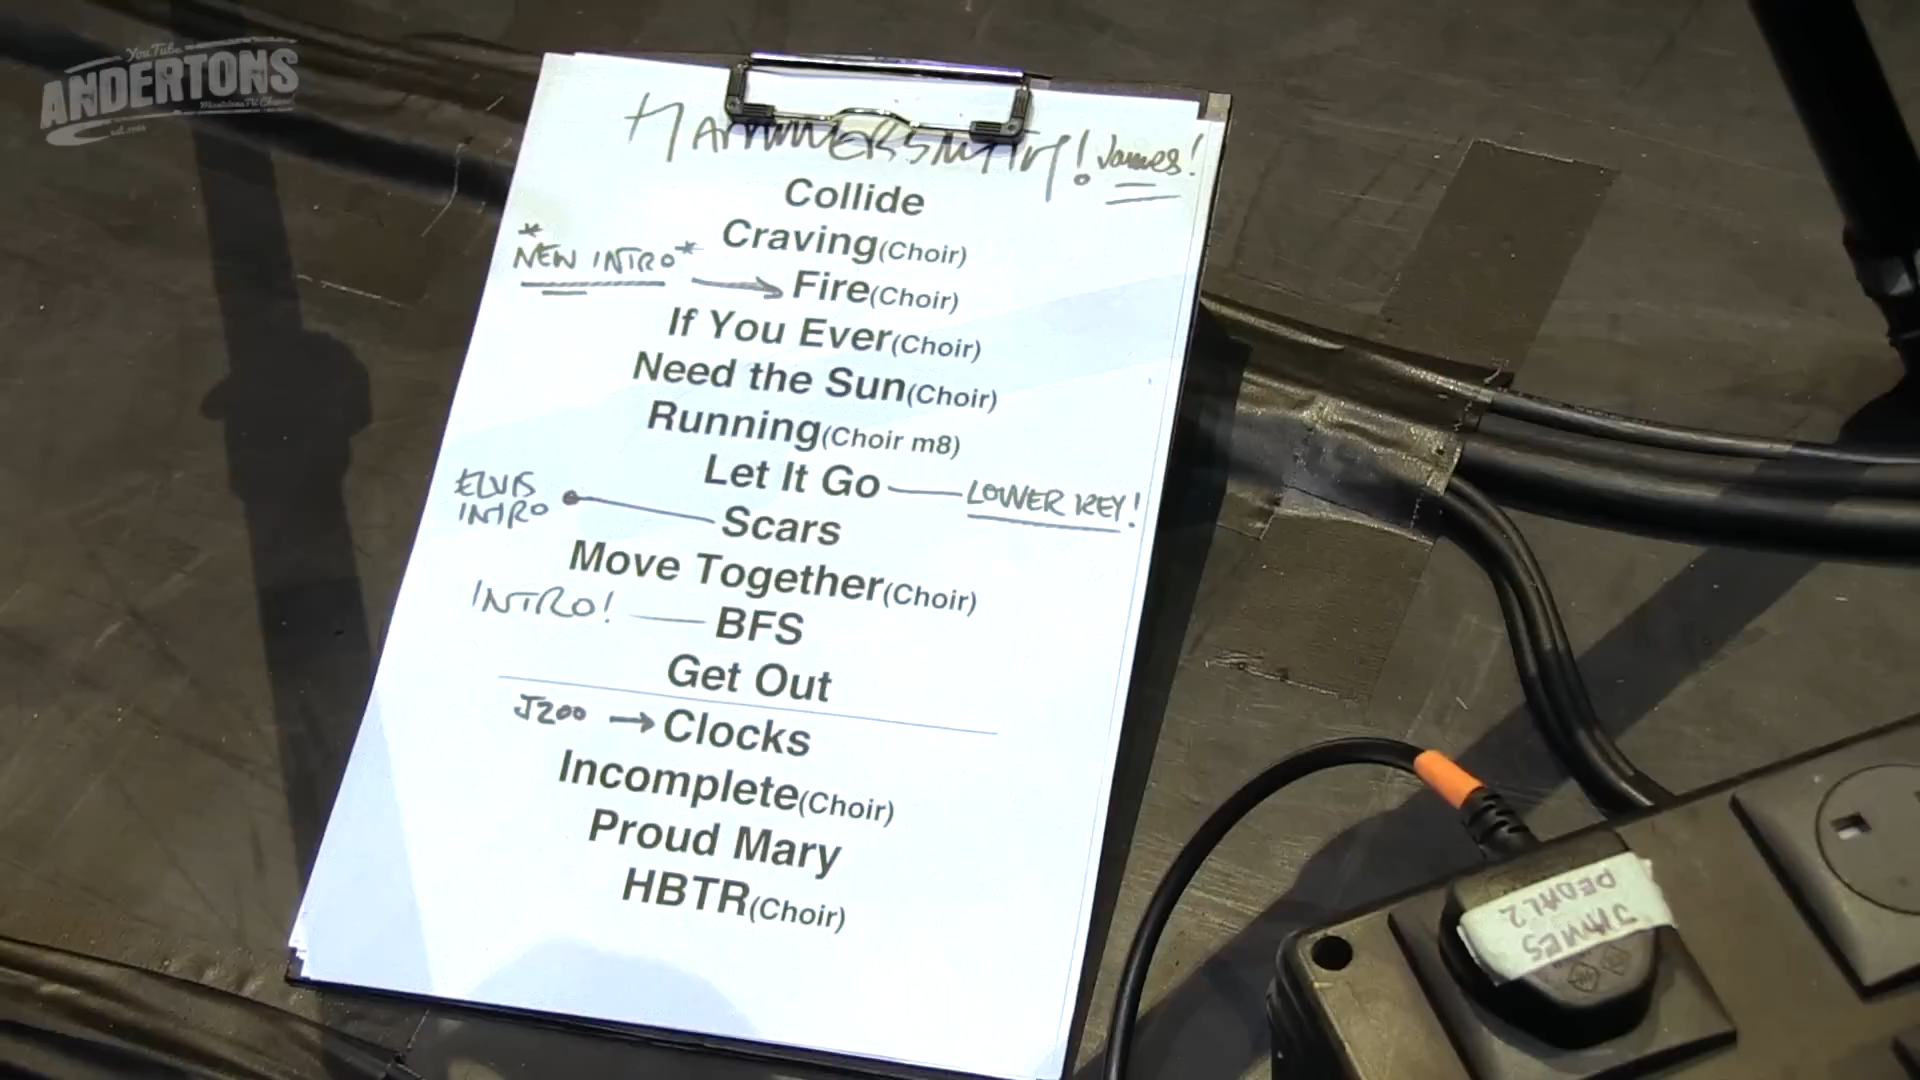 YouTube
ANDERTONS
HAMMERSMITH! James!
Collide
Craving(Choir)
*NEW INTRO* → Fire(Choir)
If You Ever(Choir)
Need the Sun(Choir)
Running(Choir m8)
Let It Go — LOWER KEY!
ELVIS
INTRO
Scars
Move Together(Choir)
INTRO! — BFS
Get Out
J200 → Clocks
Incomplete(Choir)
Proud Mary
HBTR(Choir)
JAMES
PEDAL 2